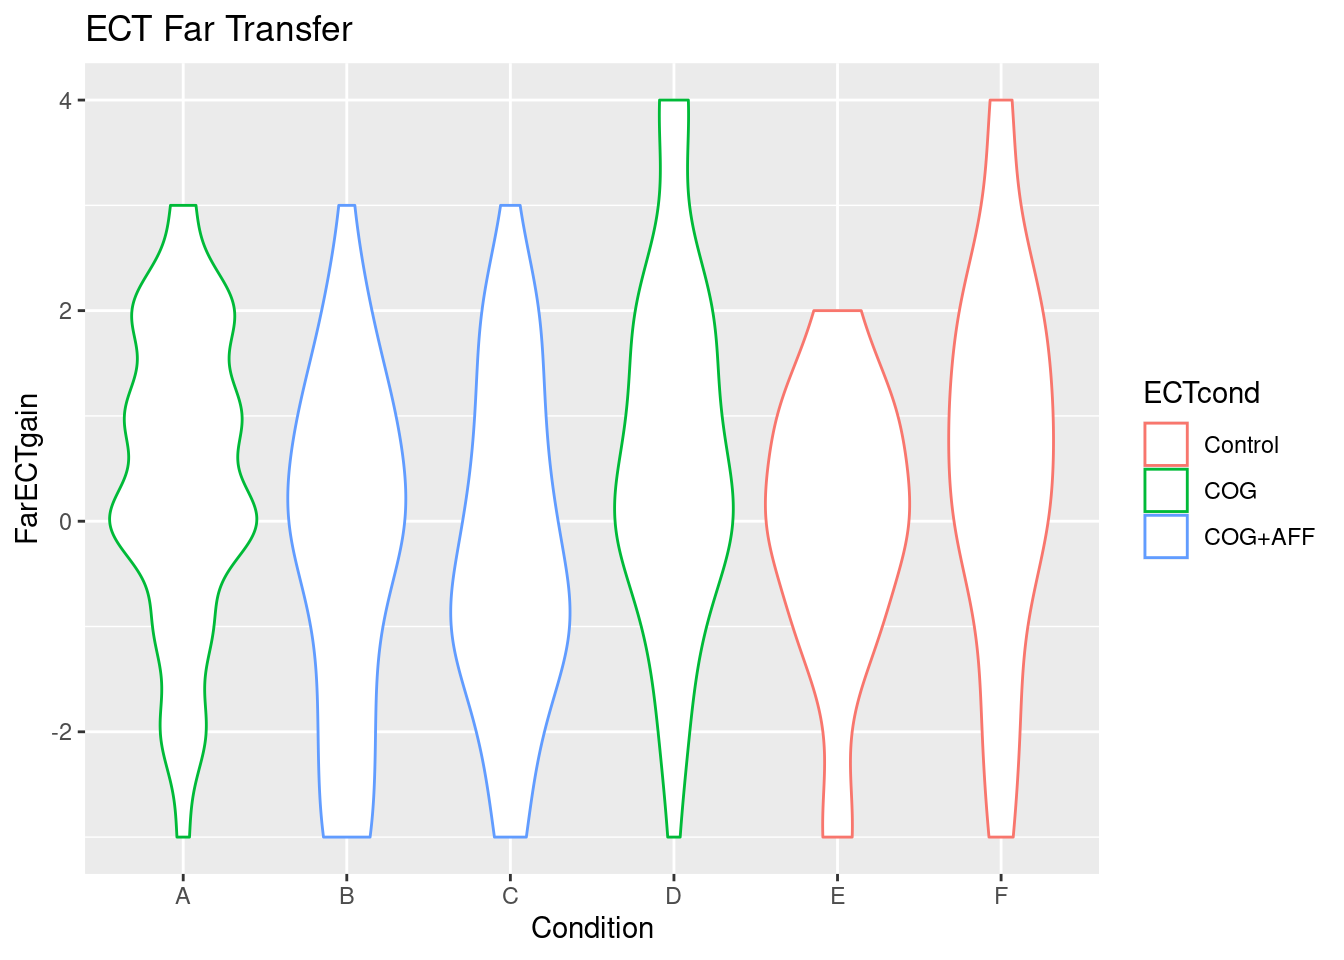 ECT Far Transfer
FarECTgain
4
2
0
-2
A B C D E F
Condition
ECTcond
Control
COG
COG+AFF